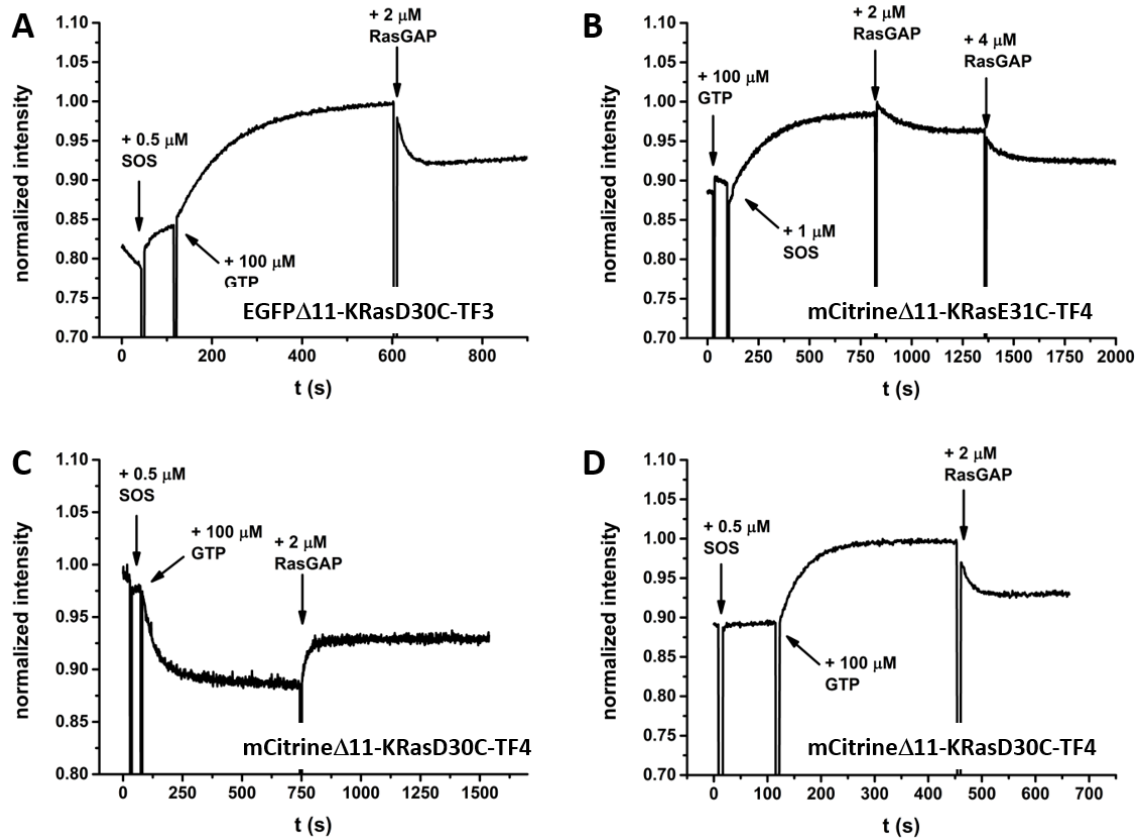 A
normalized intensity
1.10
1.05
1.00
0.95
0.90
0.85
0.80
0.75
0.70
+ 0.5 μM
SOS
+ 100 μM
GTP
+ 2 μM
RasGAP
EGFPΔ11-KRasD30C-TF3
0
200
400
600
800
t (s)
B
normalized intensity
1.10
1.05
1.00
0.95
0.90
0.85
0.80
0.75
0.70
+ 100 μM
GTP
+ 1 μM
SOS
+ 2 μM
RasGAP
+ 4 μM
RasGAP
mCitrineΔ11-KRasE31C-TF4
0
250
500
750
1000
1250
1500
1750
2000
t (s)
C
normalized intensity
1.10
1.05
1.00
0.95
0.90
0.85
0.80
+ 0.5 μM
SOS
+ 100 μM
GTP
+ 2 μM
RasGAP
mCitrineΔ11-KRasD30C-TF4
0
250
500
750
1000
1250
1500
t (s)
D
normalized intensity
1.10
1.05
1.00
0.95
0.90
0.85
0.80
0.75
0.70
+ 0.5 μM
SOS
+ 100 μM
GTP
+ 2 μM
RasGAP
mCitrineΔ11-KRasD30C-TF4
0
100
200
300
400
500
600
700
t (s)